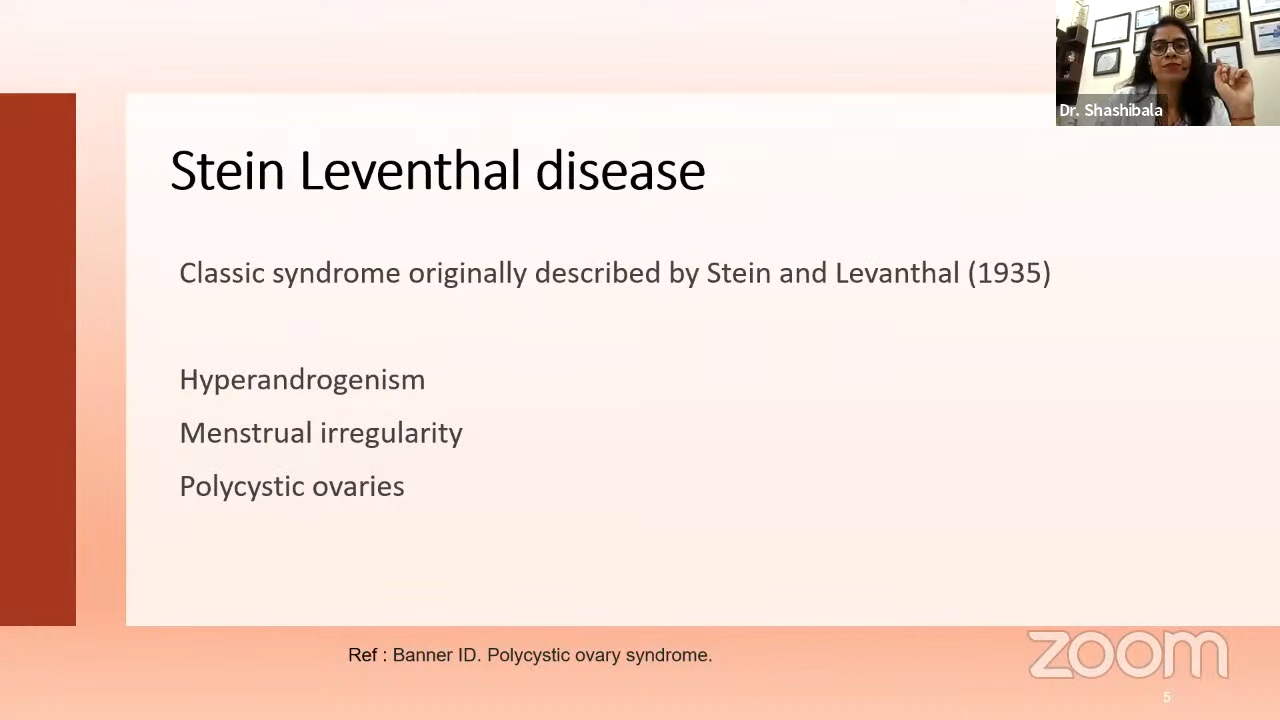 Dr. Shashibala
Stein Leventhal disease
Classic syndrome originally described by Stein and Levanthal (1935)
Hyperandrogenism
Menstrual irregularity
Polycystic ovaries
Ref : Banner ID. Polycystic ovary syndrome.
zoom
5